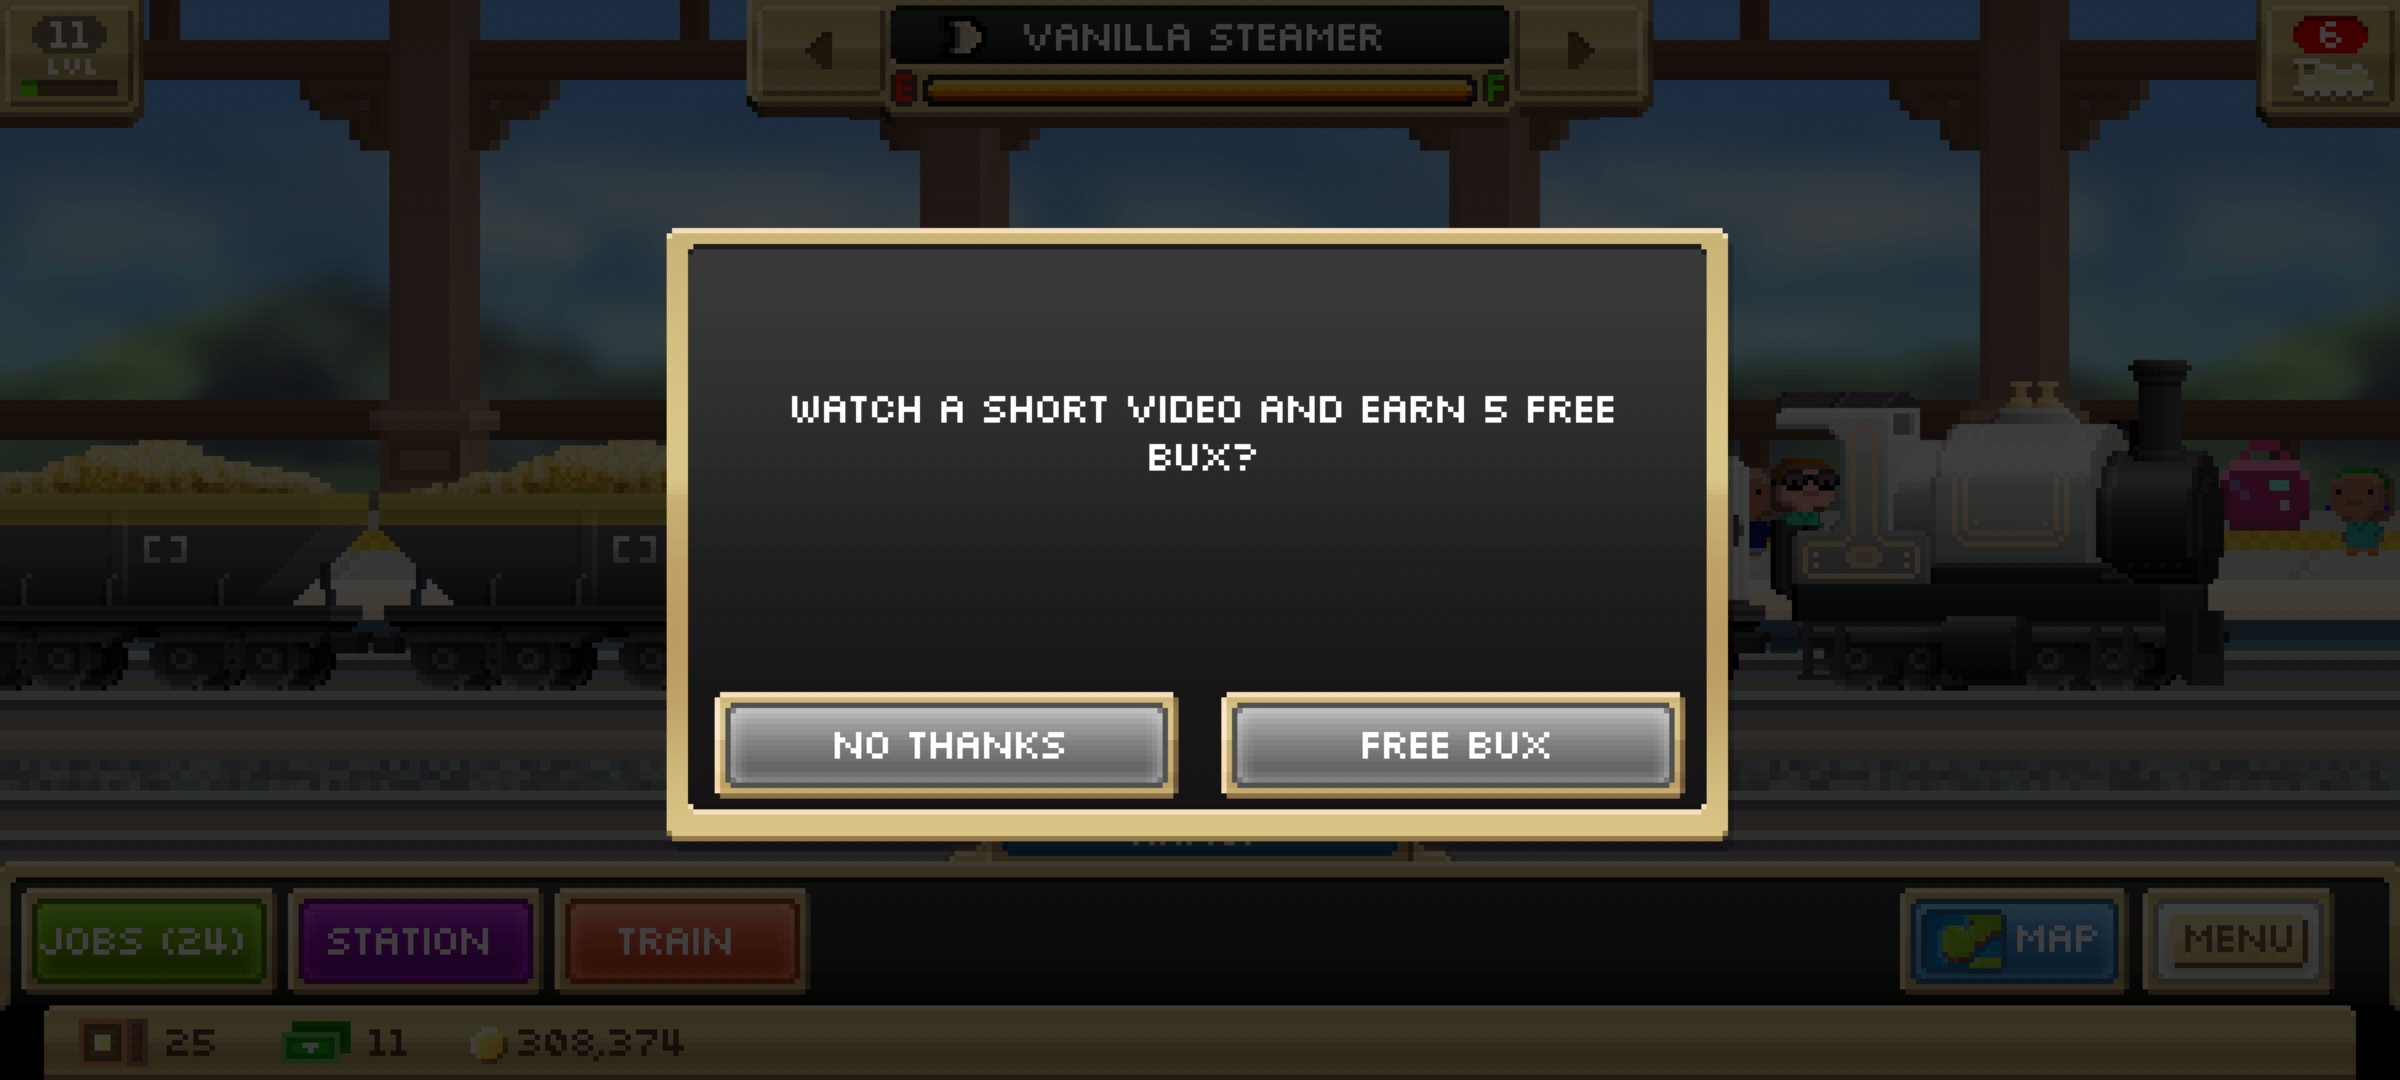 11
LVL
VANILLA STEAMER
E
F
6
WATCH A SHORT VIDEO AND EARN 5 FREE
BUX?
NO THANKS
FREE BUX
JOBS (24)
STATION
TRAIN
MAP
MENU
25
11
308,374